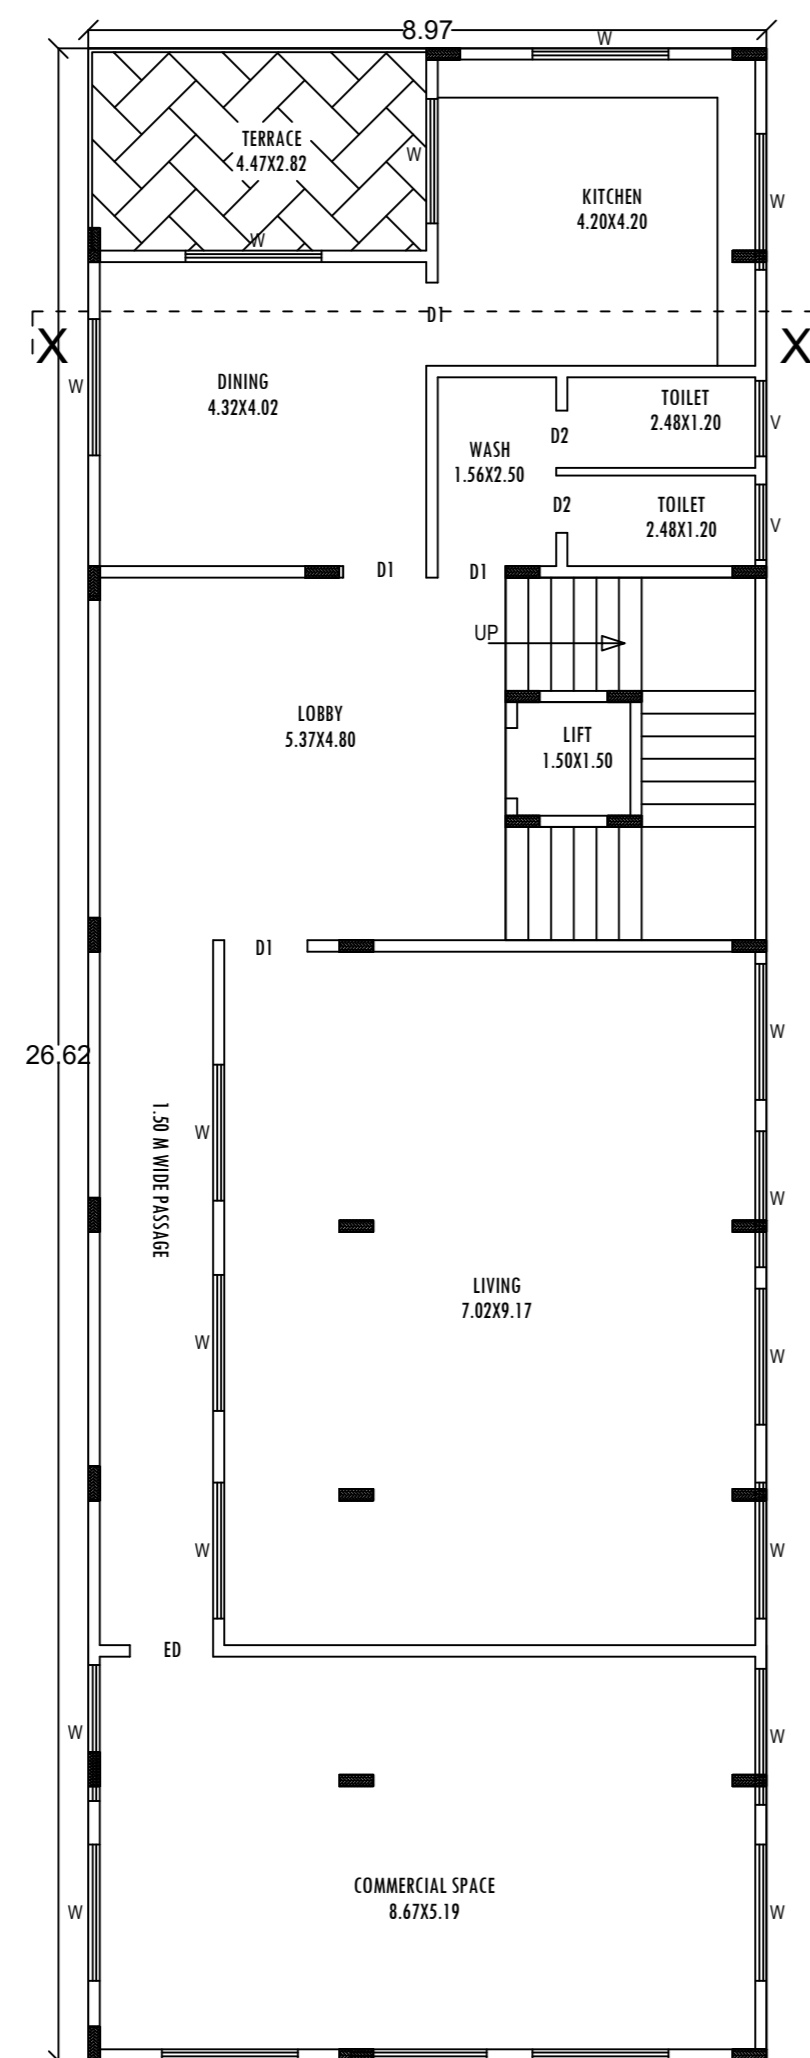 8.97
W
TERRACE
4.47X2.82
W
KITCHEN
4.20X4.20
W
W
D1
X
X
DINING
4.32X4.02
W
TOILET
2.48X1.20
V
D2
WASH
1.56X2.50
TOILET
2.48X1.20
D2
V
D1
D1
UP
LOBBY
5.37X4.80
LIFT
1.50X1.50
D1
W
26.62
1.50 M WIDE PASSAGE
W
W
LIVING
7.02X9.17
W
W
W
W
ED
W
W
COMMERCIAL SPACE
8.67X5.19
W
W